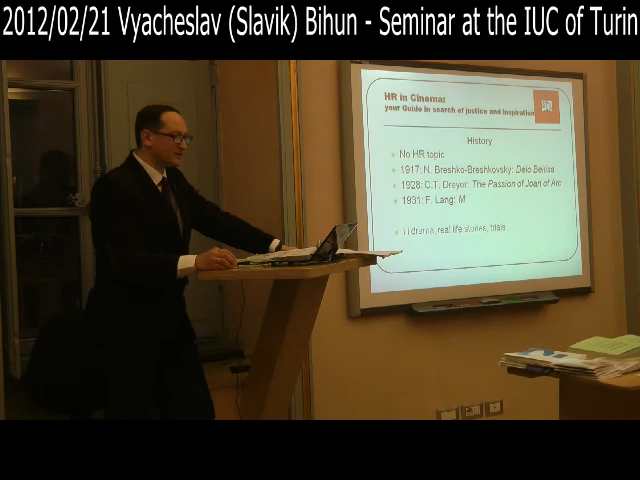 2012/02/21 Vyacheslav (Slavik) Bihun - Seminar at the IUC of Turin
HR in Cinema:
your Guide in search of justice and inspiration
History
No HR topic
1917: N. Breshko-Breshkovsky: Delo Beilisa
1928: C.T. Dreyer: The Passion of Joan of Arc
1931: F. Lang: M
drama, real life stories, trials